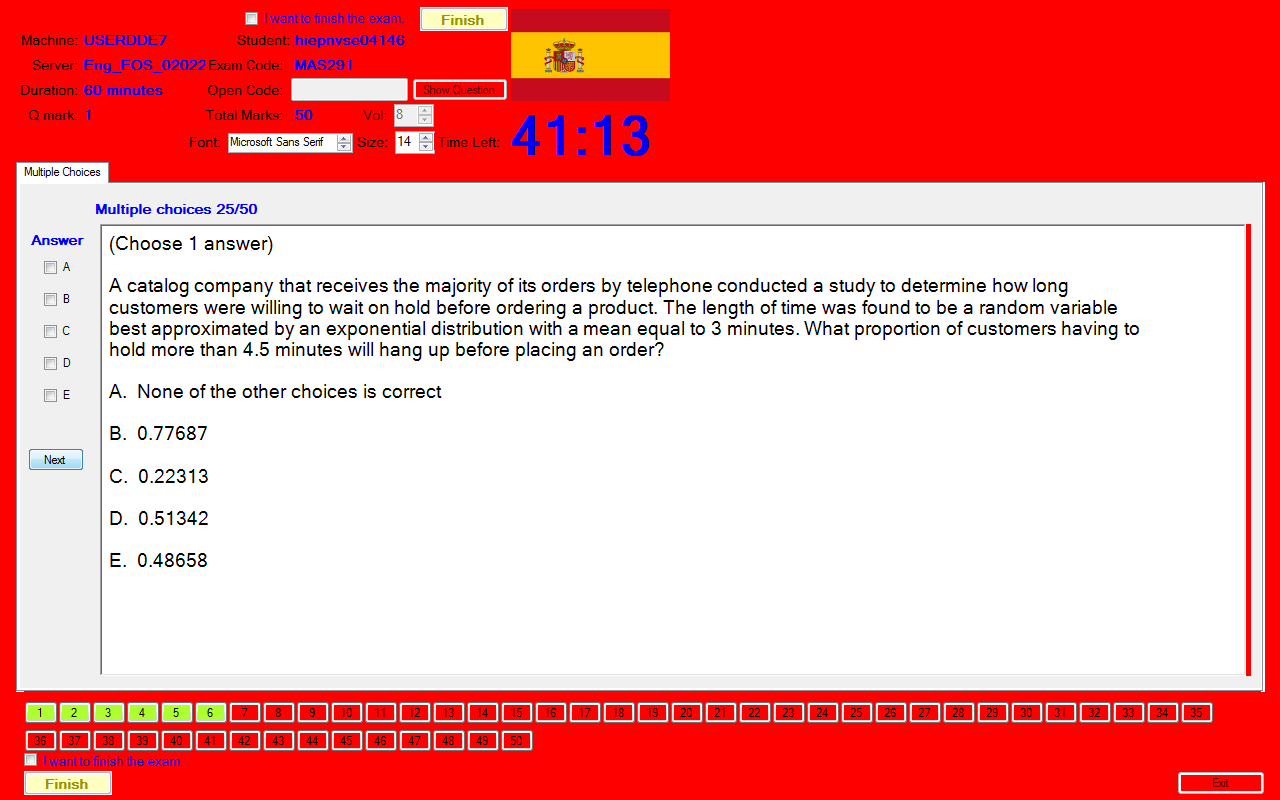 I want to finish the exam.
Finish
Machine: USERDDE7
Student: hiepnvse04146
Server: Eng_EOS_02022
Exam Code: MAS291
Duration: 60 minutes
Open Code:
Show Question
Q mark: 1
Total Marks: 50
Vol: 8
Font: Microsoft Sans Serif
Size: 14
Time Left: 41:13
Multiple Choices
Multiple choices 25/50
Answer
A
B
C
D
E
Next
(Choose 1 answer)
A catalog company that receives the majority of its orders by telephone conducted a study to determine how long
customers were willing to wait on hold before ordering a product. The length of time was found to be a random variable
best approximated by an exponential distribution with a mean equal to 3 minutes. What proportion of customers having to
hold more than 4.5 minutes will hang up before placing an order?
A. None of the other choices is correct
B. 0.77687
C. 0.22313
D. 0.51342
E. 0.48658
1 2 3 4 5 6 7 8 9 10 11 12 13 14 15 16 17 18 19 20 21 22 23 24 25 26 27 28 29 30 31 32 33 34 35
36 37 38 39 40 41 42 43 44 45 46 47 48 49 50
I want to finish the exam.
Finish
Exit